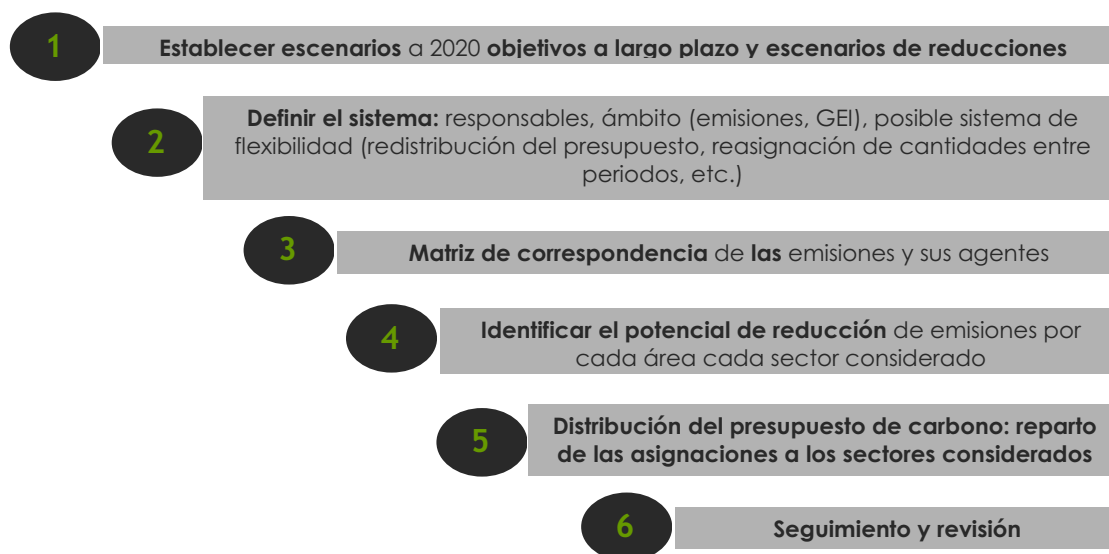 1
Establecer escenarios a 2020 objetivos a largo plazo y escenarios de reducciones
2
Definir el sistema: responsables, ámbito (emisiones, GEI), posible sistema de
flexibilidad (redistribución del presupuesto, reasignación de cantidades entre
periodos, etc.)
3
Matriz de correspondencia de las emisiones y sus agentes
4
Identificar el potencial de reducción de emisiones por
cada área cada sector considerado
5
Distribución del presupuesto de carbono: reparto
de las asignaciones a los sectores considerados
6
Seguimiento y revisión